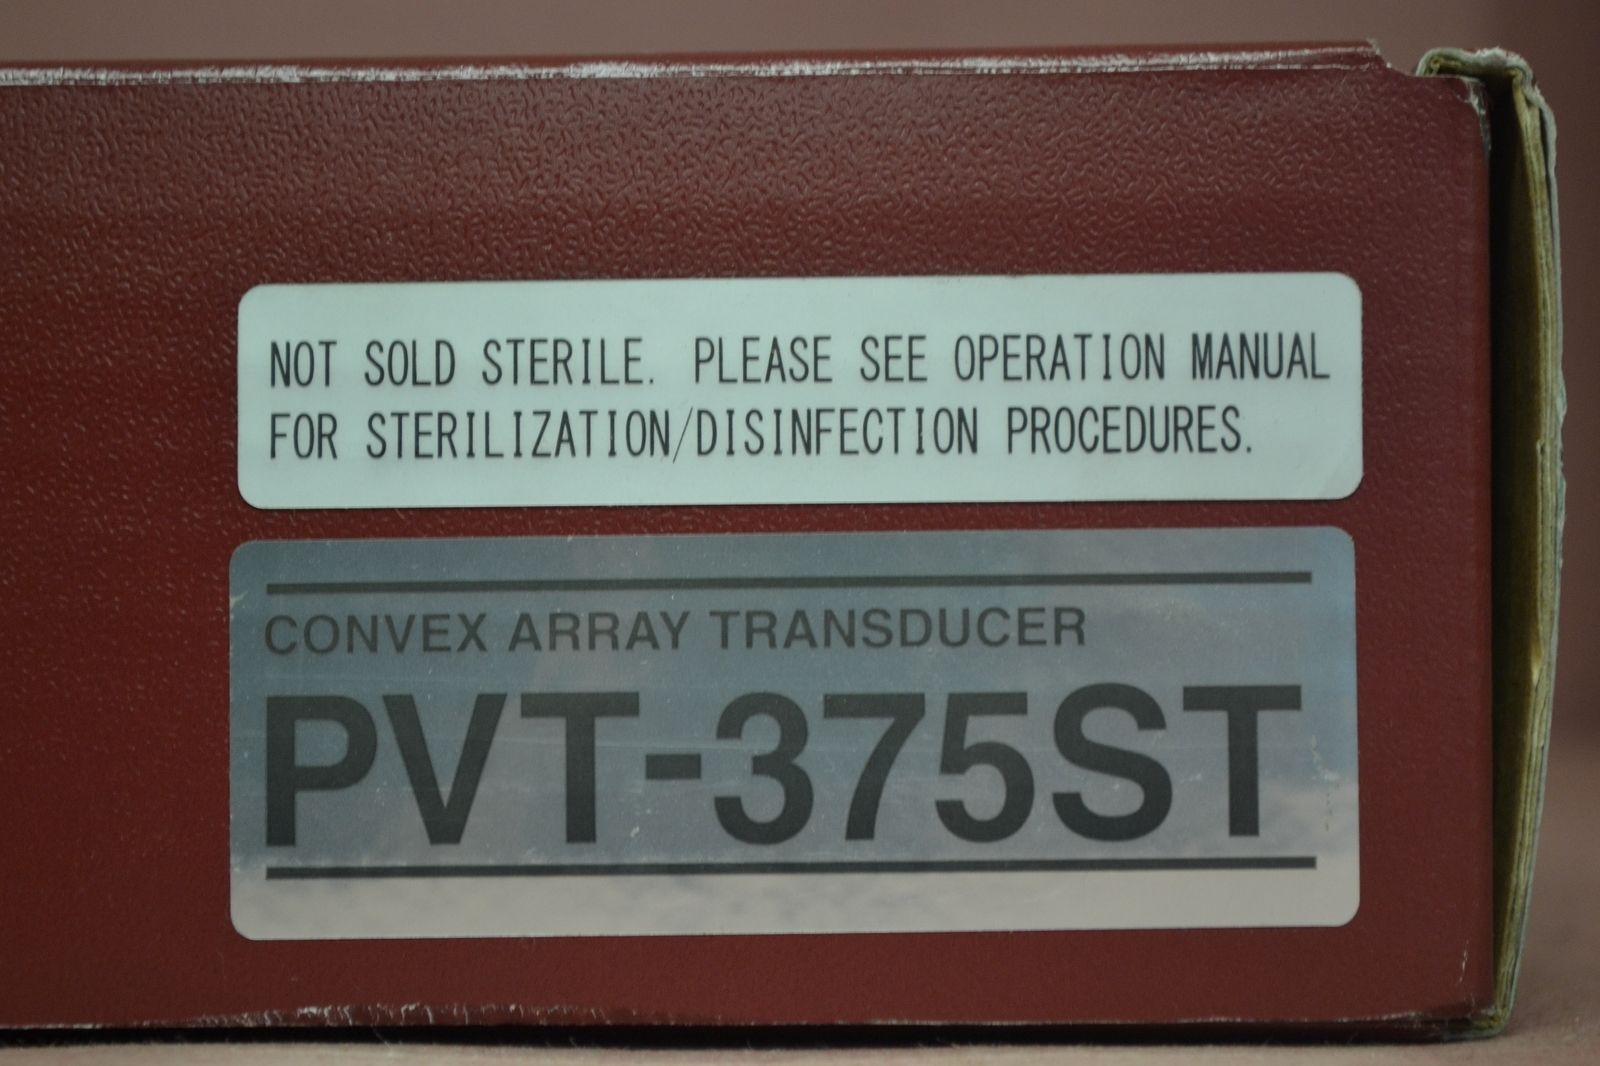 NOT SOLD STERILE. PLEASE SEE OPERATION MANUAL
FOR STERILIZATION/DISINFECTION PROCEDURES.
CONVEX ARRAY TRANSDUCER
PVT-375ST